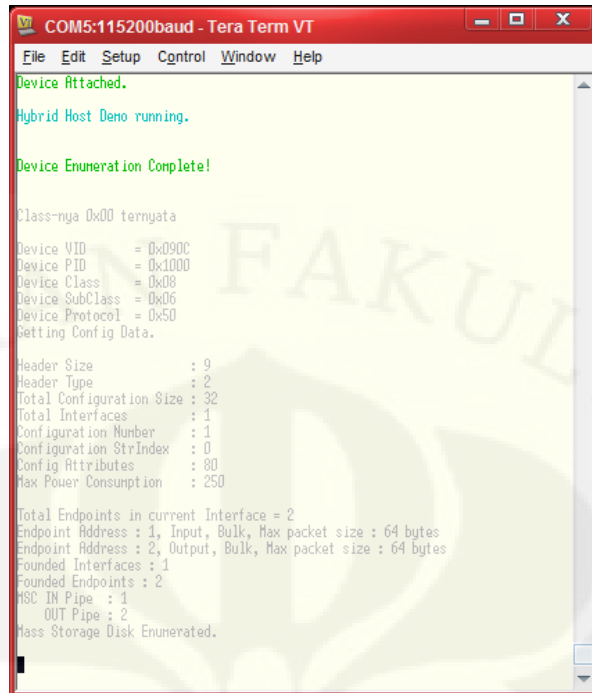 COM5:115200baud - Tera Term VT
File Edit Setup Control Window Help
Device Attached.
Hybrid Host Demo running.
Device Enumeration Complete!
Class-nya 0x00 ternyata
Device VID = 0x090C
Device PID = 0x1000
Device Class = 0x08
Device SubClass = 0x06
Device Protocol = 0x50
Getting Config Data.
Header Size : 9
Header Type : 2
Total Configuration Size : 32
Total Interfaces : 1
Configuration Number : 1
Configuration StrIndex : 0
Config Attributes : 80
Max Power Consumption : 250
Total Endpoints in current Interface = 2
Endpoint Address : 1, Input, Bulk, Max packet size : 64 bytes
Endpoint Address : 2, Output, Bulk, Max packet size : 64 bytes
Founded Interfaces : 1
Founded Endpoints : 2
MSC IN Pipe : 1
OUT Pipe : 2
Mass Storage Disk Enumerated.